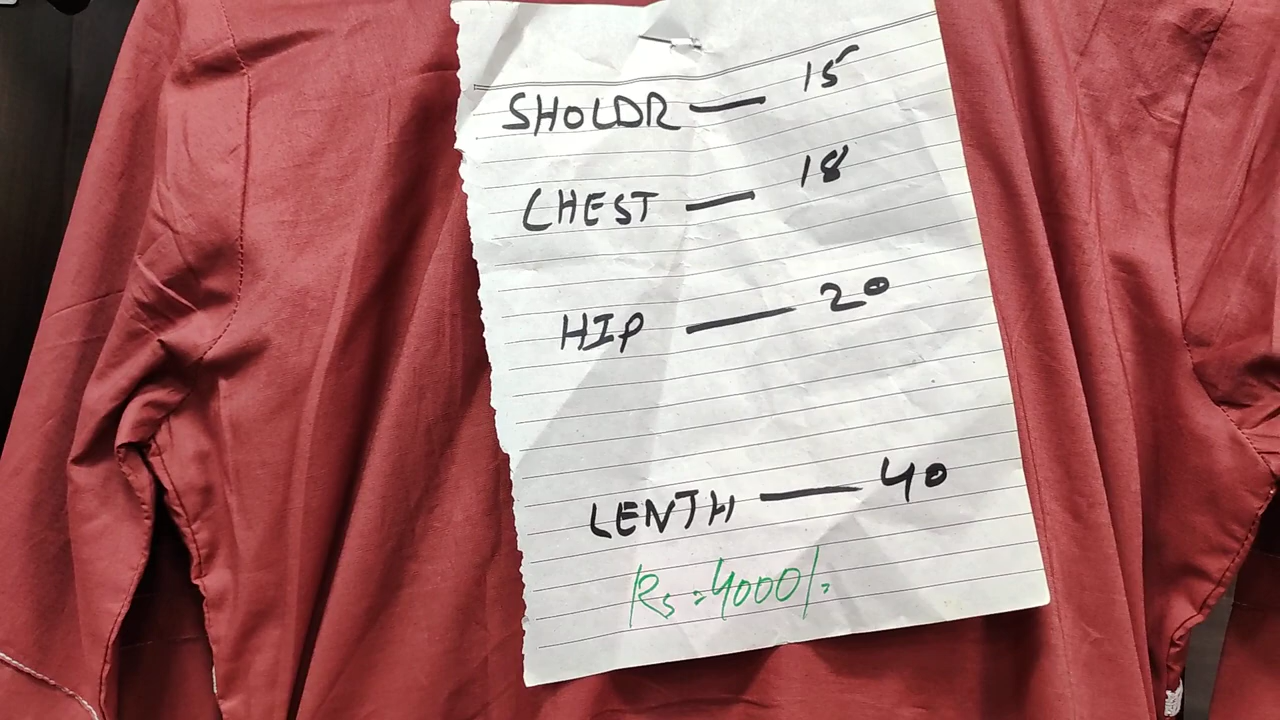 SHOLDR — 15
CHEST — 18
HIP — 20
LENTH — 40
Rs = 4000/=